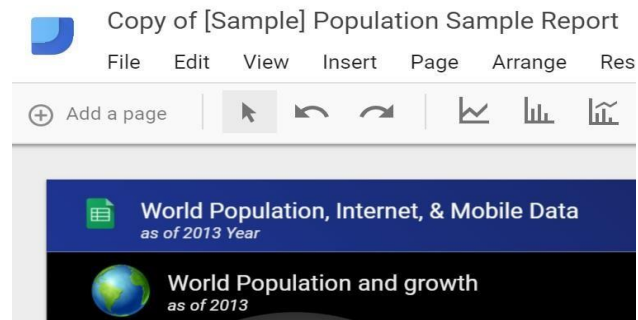 Copy of [Sample] Population Sample Report
File Edit View Insert Page Arrange Res
Add a page
World Population, Internet, & Mobile Data
as of 2013 Year
World Population and growth
as of 2013